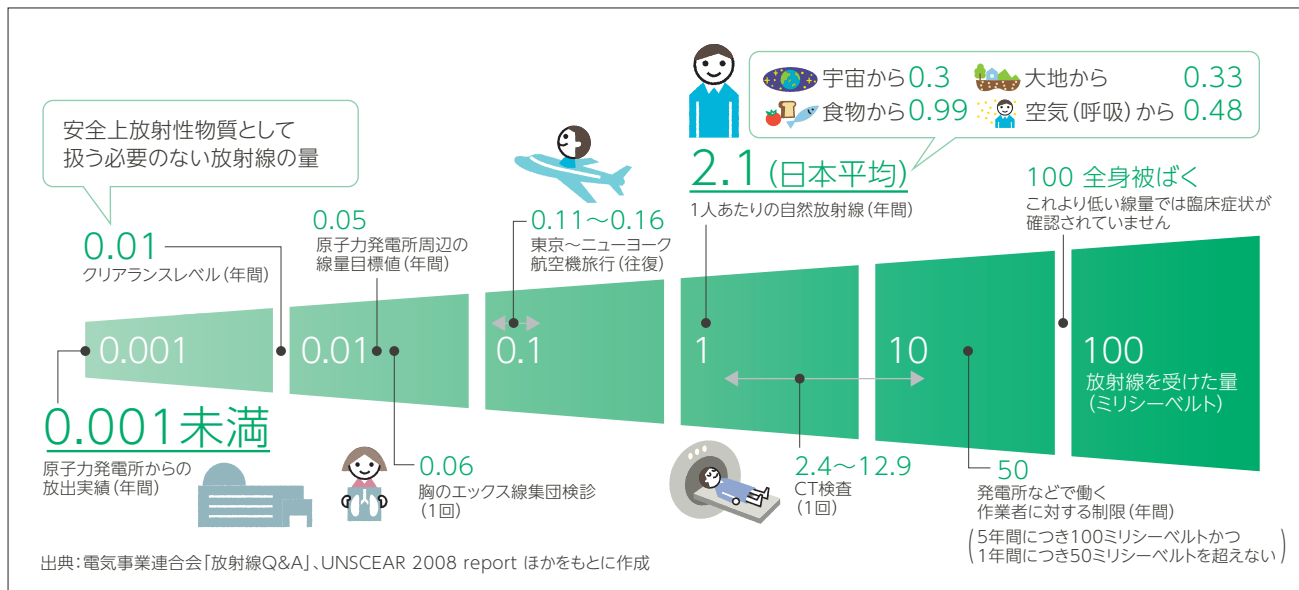 宇宙から0.3 大地から 0.33
食物から0.99 空気(呼吸)から 0.48
安全上放射性物質として
扱う必要のない放射線の量
2.1(日本平均)
1人あたりの自然放射線(年間)
100 全身被ばく
これより低い線量では臨床症状が
確認されていません
0.01
クリアランスレベル(年間)
0.05
原子力発電所周辺の
線量目標値(年間)
0.11〜0.16
東京〜ニューヨーク
航空機旅行(往復)
0.001
0.01
0.1
1
10
100
放射線を受けた量
(ミリシーベルト)
0.001未満
原子力発電所からの
放出実績(年間)
0.06
胸のエックス線集団検診
(1回)
2.4〜12.9
CT検査
(1回)
50
発電所などで働く
作業者に対する制限(年間)
(5年間につき100ミリシーベルトかつ
1年間につき50ミリシーベルトを超えない)
出典:電気事業連合会「放射線Q&A」、UNSCEAR 2008 report ほかをもとに作成